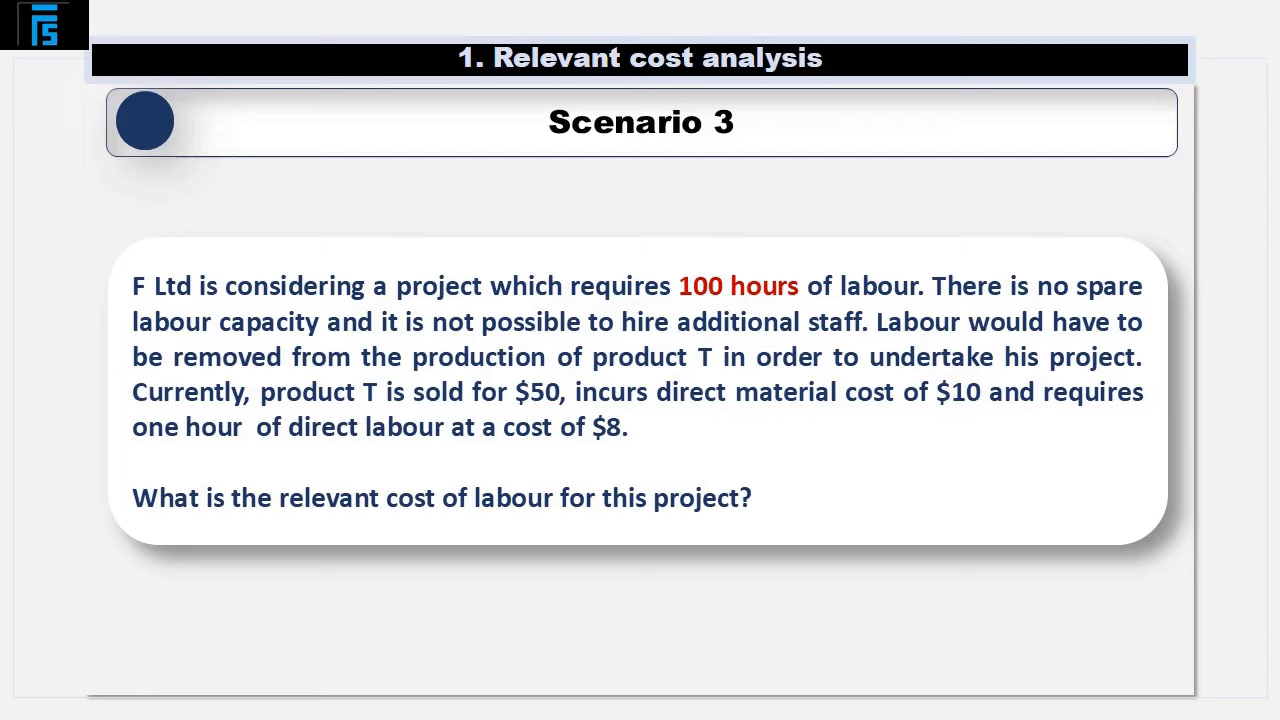 1. Relevant cost analysis
Scenario 3
F Ltd is considering a project which requires 100 hours of labour. There is no spare
labour capacity and it is not possible to hire additional staff. Labour would have to
be removed from the production of product T in order to undertake his project.
Currently, product T is sold for $50, incurs direct material cost of $10 and requires
one hour of direct labour at a cost of $8.
What is the relevant cost of labour for this project?